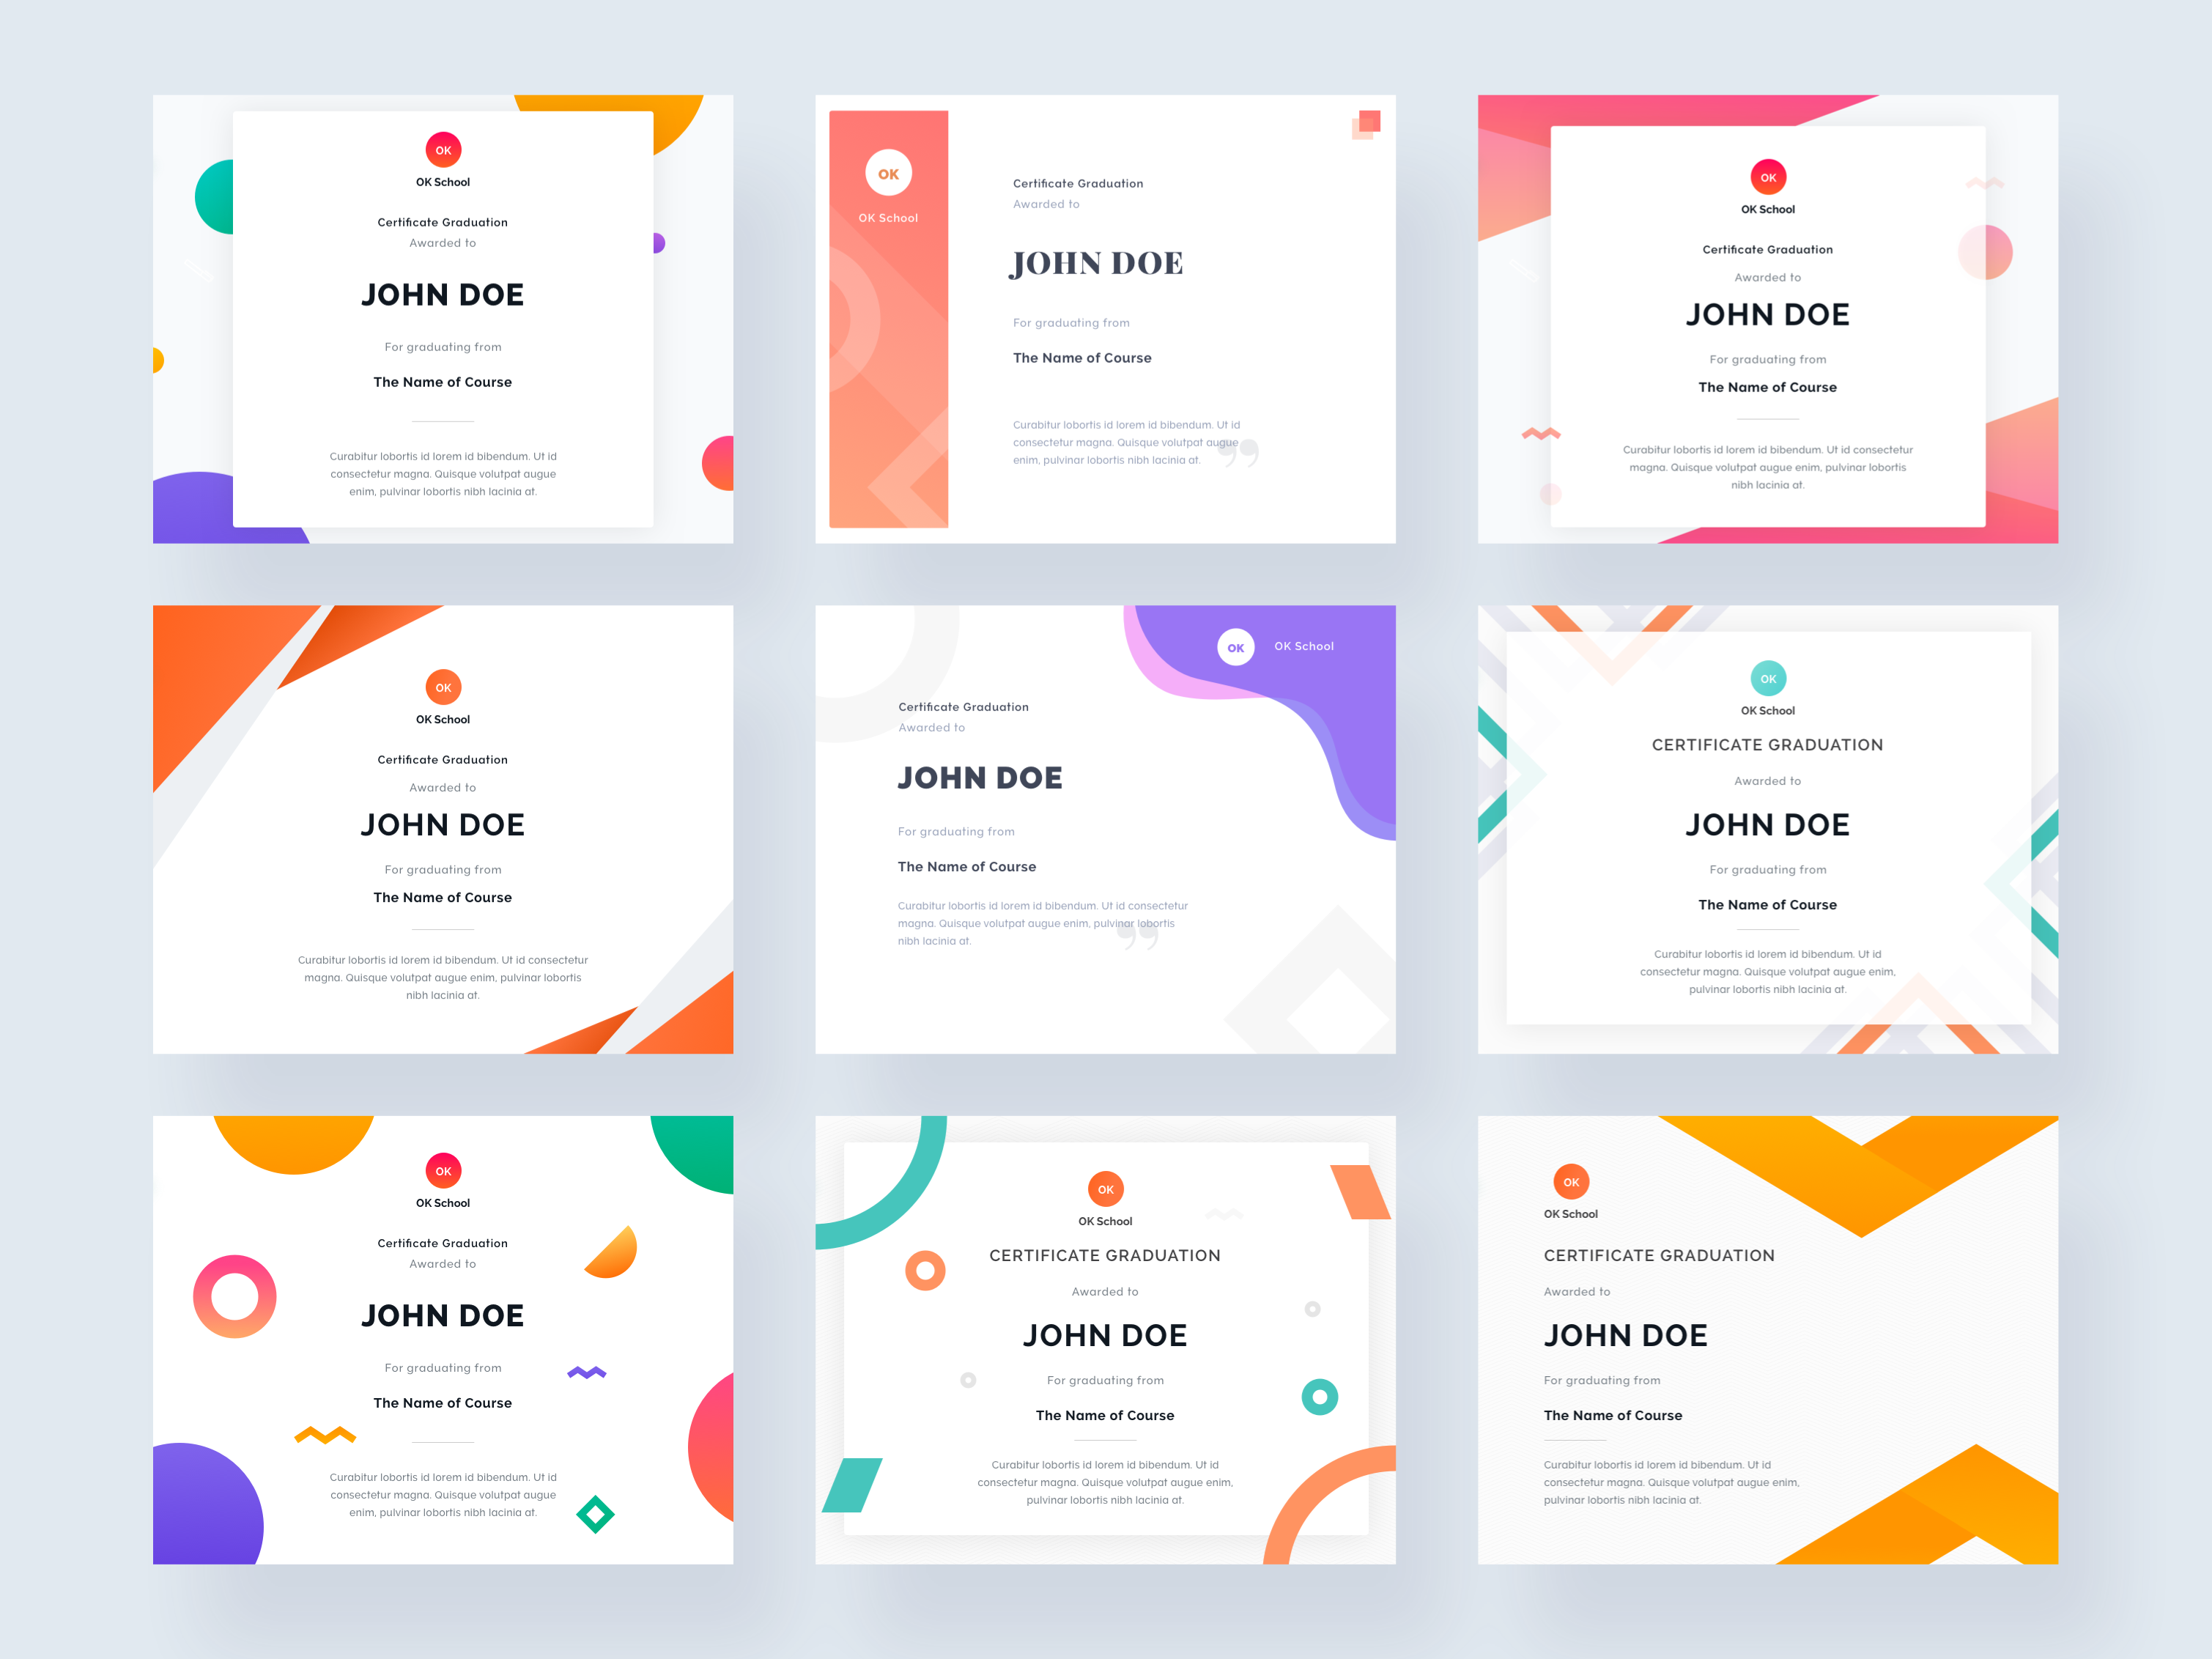 OK
OK School
Certificate Graduation
Awarded to
JOHN DOE
For graduating from
The Name of Course
Curabitur lobortis id lorem id bibendum. Ut id
consectetur magna. Quisque volutpat augue
enim, pulvinar lobortis nibh lacinia at.
OK
OK School
Certificate Graduation
Awarded to
JOHN DOE
For graduating from
The Name of Course
Curabitur lobortis id lorem id bibendum. Ut id
consectetur magna. Quisque volutpat augue
enim, pulvinar lobortis nibh lacinia at.
”
OK
OK School
Certificate Graduation
Awarded to
JOHN DOE
For graduating from
The Name of Course
Curabitur lobortis id lorem id bibendum. Ut id consectetur
magna. Quisque volutpat augue enim, pulvinar lobortis
nibh lacinia at.
OK
OK School
Certificate Graduation
Awarded to
JOHN DOE
For graduating from
The Name of Course
Curabitur lobortis id lorem id bibendum. Ut id consectetur
magna. Quisque volutpat augue enim, pulvinar lobortis
nibh lacinia at.
OK OK School
Certificate Graduation
Awarded to
JOHN DOE
For graduating from
The Name of Course
Curabitur lobortis id lorem id bibendum. Ut id consectetur
magna. Quisque volutpat augue enim, pulvinar lobortis
nibh lacinia at.
”
OK
OK School
CERTIFICATE GRADUATION
Awarded to
JOHN DOE
For graduating from
The Name of Course
Curabitur lobortis id lorem id bibendum. Ut id
consectetur magna. Quisque volutpat augue enim,
pulvinar lobortis nibh lacinia at.
OK
OK School
Certificate Graduation
Awarded to
JOHN DOE
For graduating from
The Name of Course
Curabitur lobortis id lorem id bibendum. Ut id
consectetur magna. Quisque volutpat augue
enim, pulvinar lobortis nibh lacinia at.
OK
OK School
CERTIFICATE GRADUATION
Awarded to
JOHN DOE
For graduating from
The Name of Course
Curabitur lobortis id lorem id bibendum. Ut id
consectetur magna. Quisque volutpat augue enim,
pulvinar lobortis nibh lacinia at.
OK
OK School
CERTIFICATE GRADUATION
Awarded to
JOHN DOE
For graduating from
The Name of Course
Curabitur lobortis id lorem id bibendum. Ut id
consectetur magna. Quisque volutpat augue enim,
pulvinar lobortis nibh lacinia at.